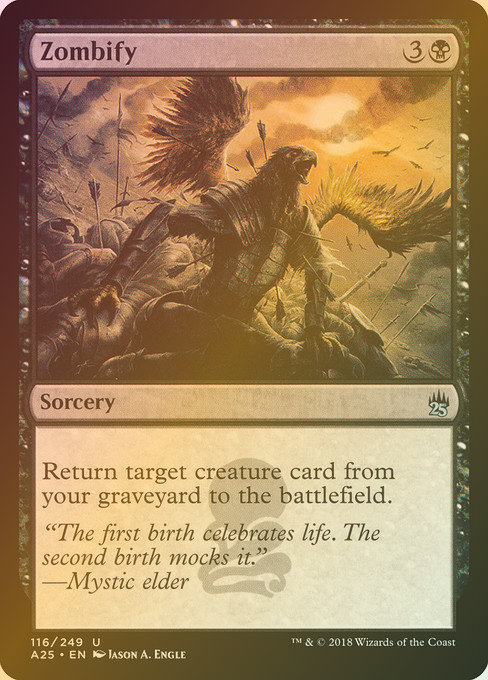 Zombify 3
Sorcery
25
Return target creature card from
your graveyard to the battlefield.
“The first birth celebrates life. The
second birth mocks it.”
—Mystic elder
116/249 U
™ & © 2018 Wizards of the Coast
A25 • EN Jason A. Engle